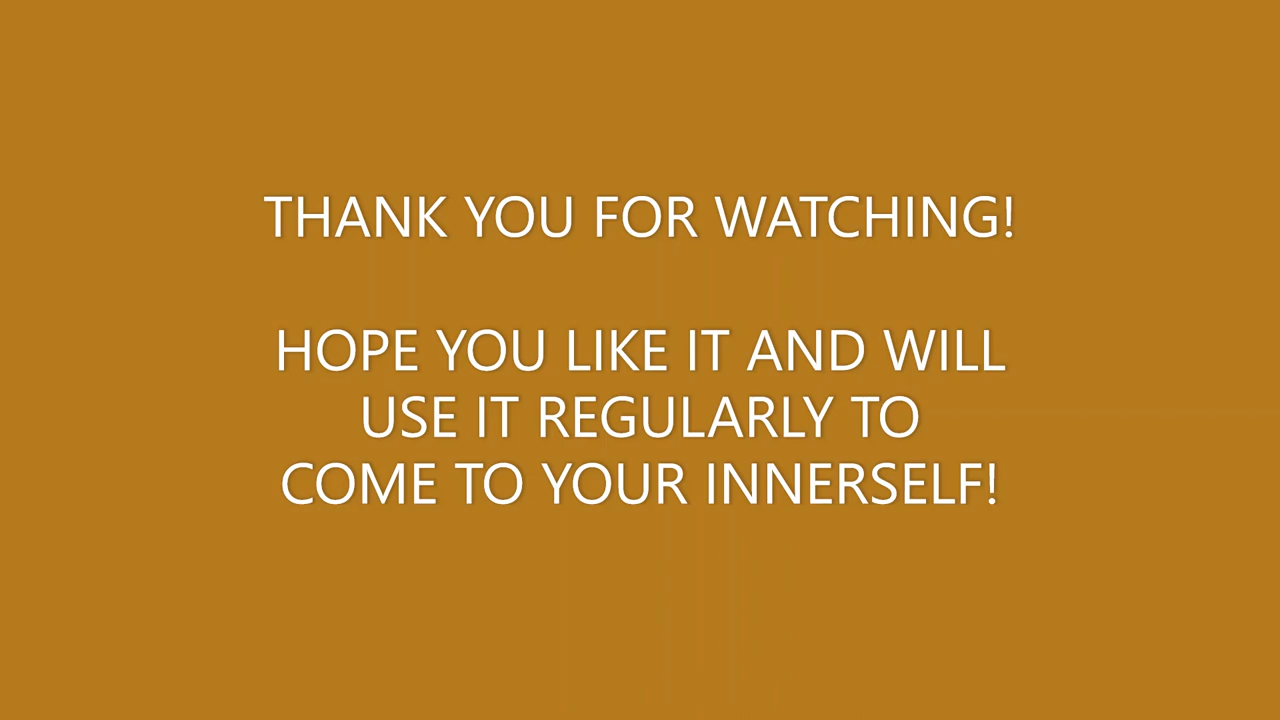 THANK YOU FOR WATCHING!
HOPE YOU LIKE IT AND WILL
USE IT REGULARLY TO
COME TO YOUR INNERSELF!